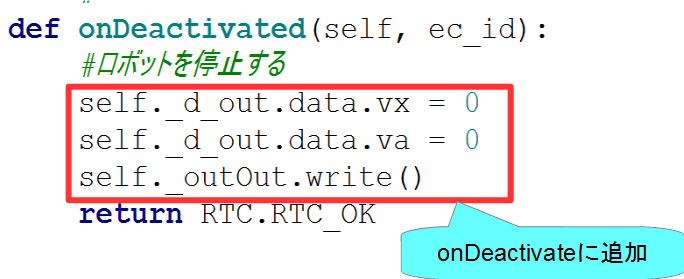 def onDeactivated(self, ec_id):
#ロボットを停止する
self._d_out.data.vx = 0
self._d_out.data.va = 0
self._outOut.write()
return RTC.RTC_OK
onDeactivateに追加